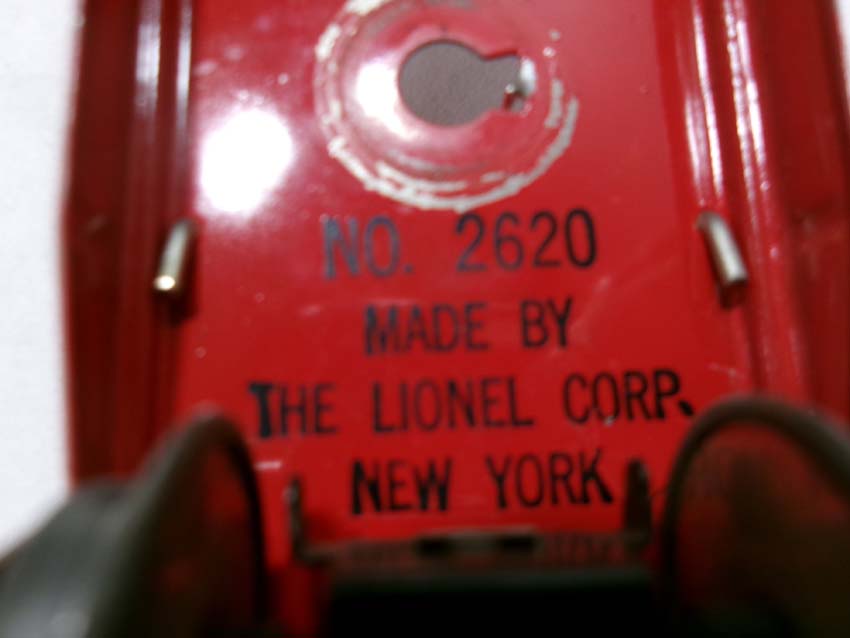 NO. 2620
MADE BY
THE LIONEL CORP.
NEW YORK